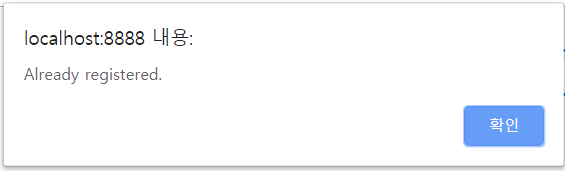 localhost:8888 내용:
Already registered.
확인